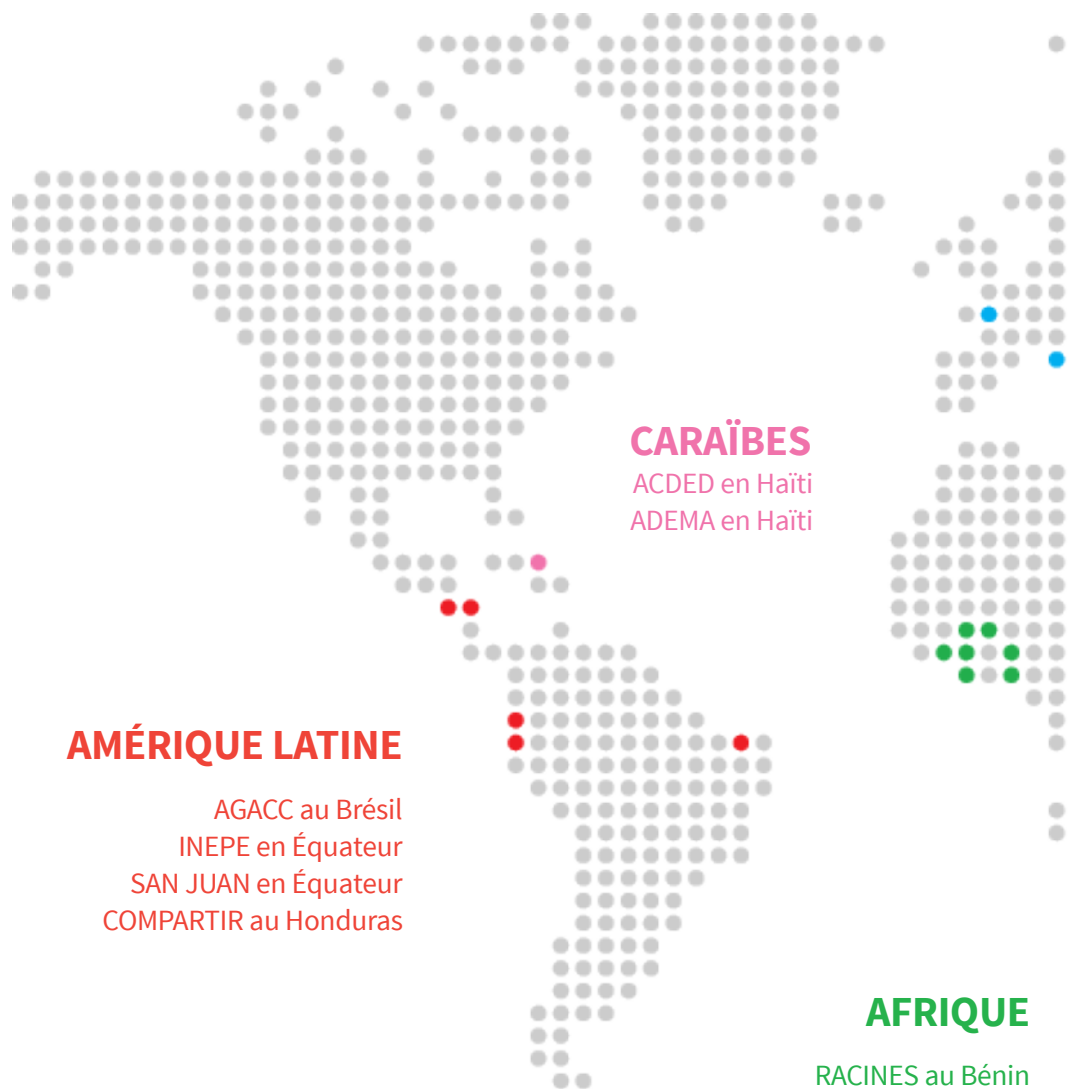 CARAÏBES
ACDED en Haïti
ADEMA en Haïti
AMÉRIQUE LATINE
AGACC au Brésil
INEPE en Équateur
SAN JUAN en Équateur
COMPARTIR au Honduras
AFRIQUE
RACINES au Bénin